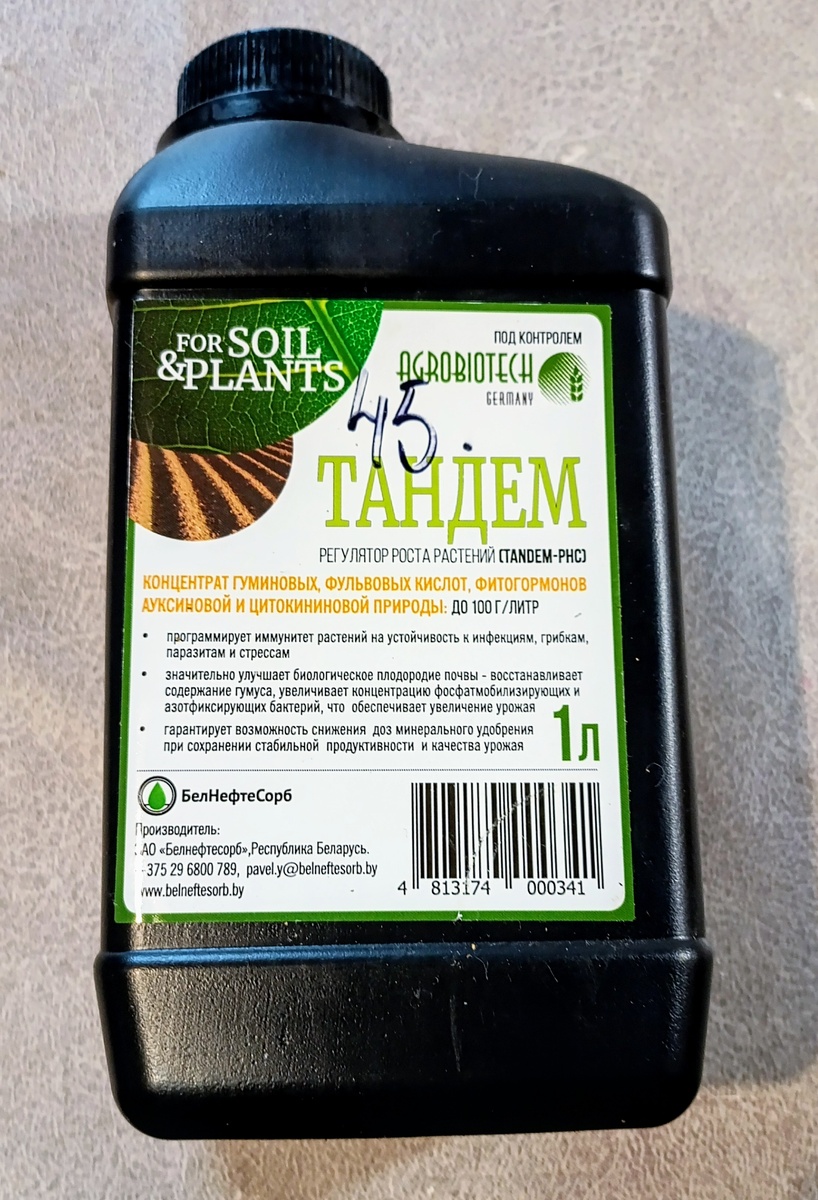 FOR SOIL
&PLANTS
ПОД КОНТРОЛЕМ
AGROBIOTECH
GERMANY
45.
ТАНДЕМ
РЕГУЛЯТОР РОСТА РАСТЕНИЙ (TANDEM-PHC)
КОНЦЕНТРАТ ГУМИНОВЫХ, ФУЛЬВОВЫХ КИСЛОТ, ФИТОГОРМОНОВ
АУКСИНОВОЙ И ЦИТОКИНИНОВОЙ ПРИРОДЫ: ДО 100 Г/ЛИТР
• программирует иммунитет растений на устойчивость к инфекциям, грибкам,
паразитам и стрессам
• значительно улучшает биологическое плодородие почвы - восстанавливает
содержание гумуса, увеличивает концентрацию фосфатмобилизирующих и
азотфиксирующих бактерий, что обеспечивает увеличение урожая
• гарантирует возможность снижения доз минерального удобрения
при сохранении стабильной продуктивности и качества урожая
1л
БелНефтеСорб
Производитель:
ЗАО «Белнефтесорб»,Республика Беларусь.
+375 29 6800 789, pavel.y@belneftesorb.by
www.belneftesorb.by
4 813174 000341